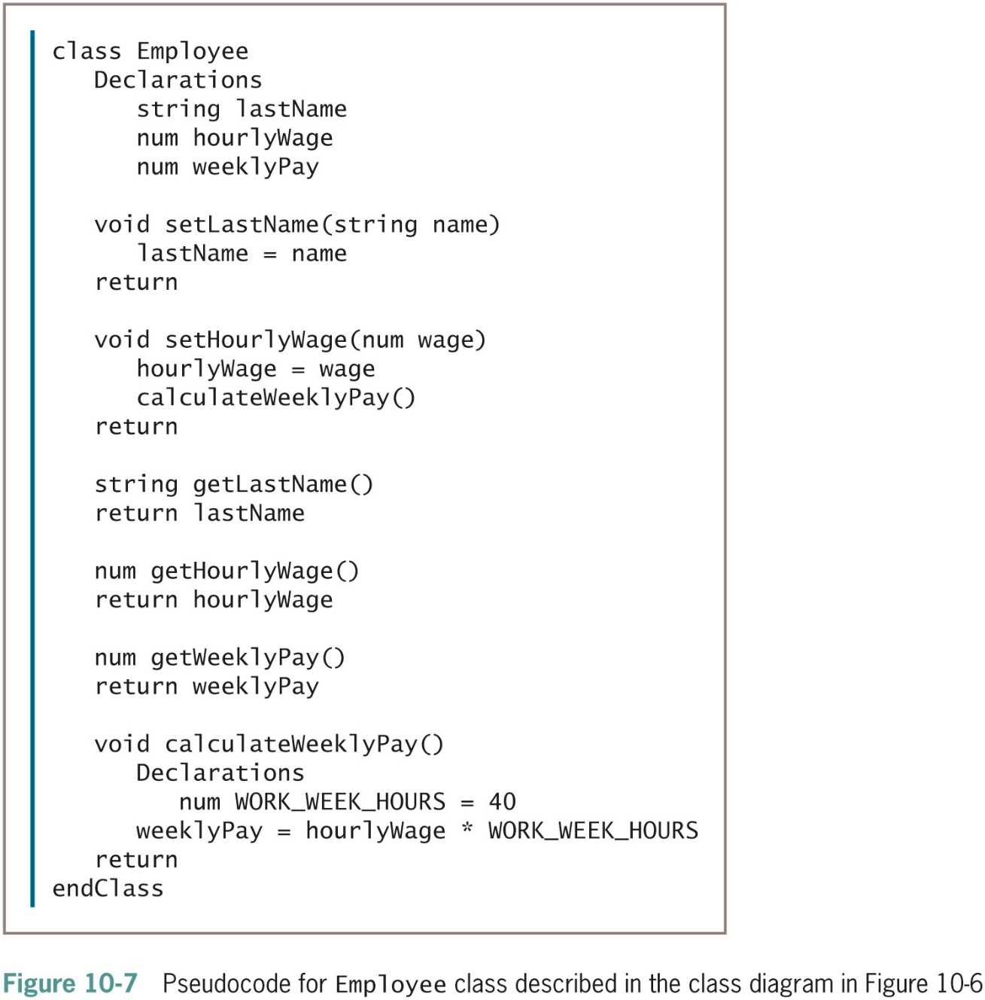 class Employee
   Declarations
      string lastName
      num hourlyWage
      num weeklyPay

   void setLastName(string name)
      lastName = name
   return

   void setHourlyWage(num wage)
      hourlyWage = wage
      calculateWeeklyPay()
   return

   string getLastName()
   return lastName

   num getHourlyWage()
   return hourlyWage

   num getWeeklyPay()
   return weeklyPay

   void calculateWeeklyPay()
      Declarations
         num WORK_WEEK_HOURS = 40
      weeklyPay = hourlyWage * WORK_WEEK_HOURS
   return
endClass
Figure 10-7 Pseudocode for Employee class described in the class diagram in Figure 10-6